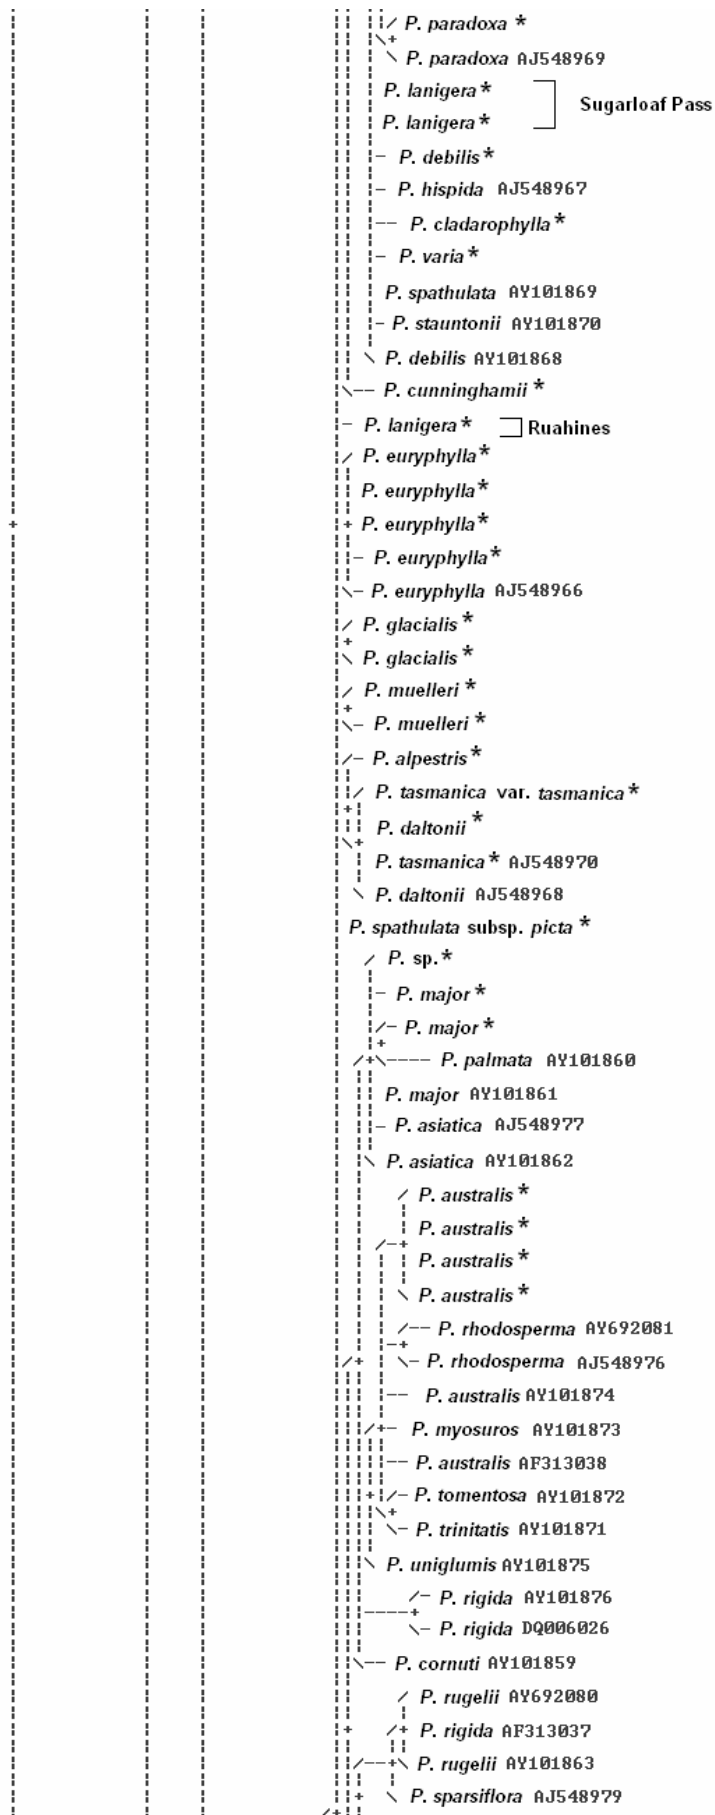 P. paradoxa *
P. paradoxa AJ548969
P. lanigera *
Sugarloaf Pass
P. lanigera *
P. debilis *
P. hispida AJ548967
P. cladarophylla *
P. varia *
P. spathulata AY101869
P. stauntonii AY101870
P. debilis AY101868
P. cunninghamii *
P. lanigera * Ruahines
P. euryphylla *
P. euryphylla *
P. euryphylla *
P. euryphylla *
P. euryphylla AJ548966
P. glacialis *
P. glacialis *
P. muelleri *
P. muelleri *
P. alpestris *
P. tasmanica var. tasmanica *
P. daltonii *
P. tasmanica * AJ548970
P. daltonii AJ548968
P. spathulata subsp. picta *
P. sp. *
P. major *
P. major *
P. palmata AY101860
P. major AY101861
P. asiatica AJ548977
P. asiatica AY101862
P. australis *
P. australis *
P. australis *
P. australis *
P. rhodosperma AY692081
P. rhodosperma AJ548976
P. australis AY101874
P. myosuros AY101873
P. australis AF313038
P. tomentosa AY101872
P. trinitatis AY101871
P. uniglumis AY101875
P. rigida AY101876
P. rigida DQ006026
P. cornuti AY101859
P. rugelii AY692080
P. rigida AF313037
P. rugelii AY101863
P. sparsiflora AJ548979